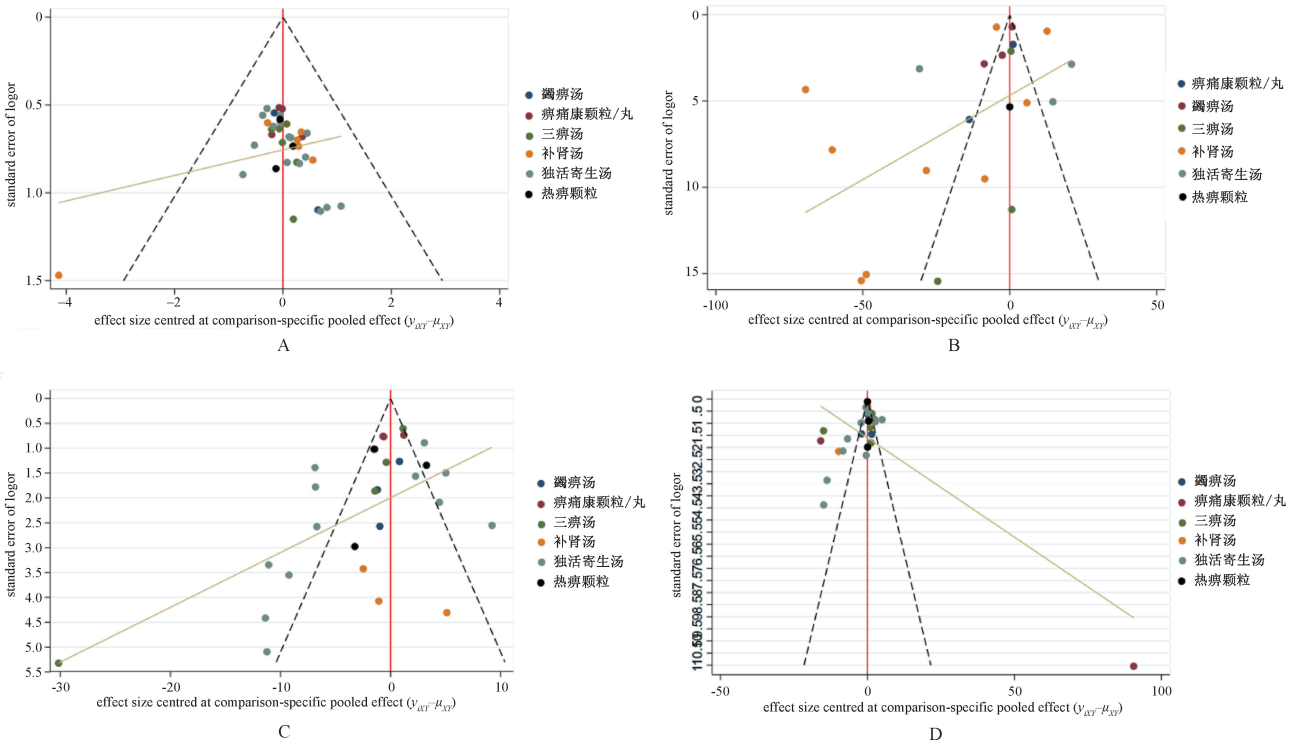 0
0.5
1.0
1.5
standard error of logor
−4
−2
0
2
4
effect size centred at comparison-specific pooled effect (yiXY−μXY)
蠲痹汤
痹痛康颗粒/丸
三痹汤
补肾汤
独活寄生汤
热痹颗粒
A
0
5
10
15
standard error of logor
-100
-50
0
50
effect size centred at comparison-specific pooled effect (yiXY−μXY)
痹痛康颗粒/丸
蠲痹汤
三痹汤
补肾汤
独活寄生汤
热痹颗粒
B
0
0.5
1.0
1.5
2.0
2.5
3.0
3.5
4.0
4.5
5.0
5.5
standard error of logor
-30
-20
-10
0
10
effect size centred at comparison-specific pooled effect (yiXY−μXY)
蠲痹汤
痹痛康颗粒/丸
三痹汤
补肾汤
独活寄生汤
热痹颗粒
C
standard error of logor
-50
0
50
100
effect size centred at comparison-specific pooled effect (yiXY−μXY)
蠲痹汤
痹痛康颗粒/丸
三痹汤
补肾汤
独活寄生汤
热痹颗粒
D